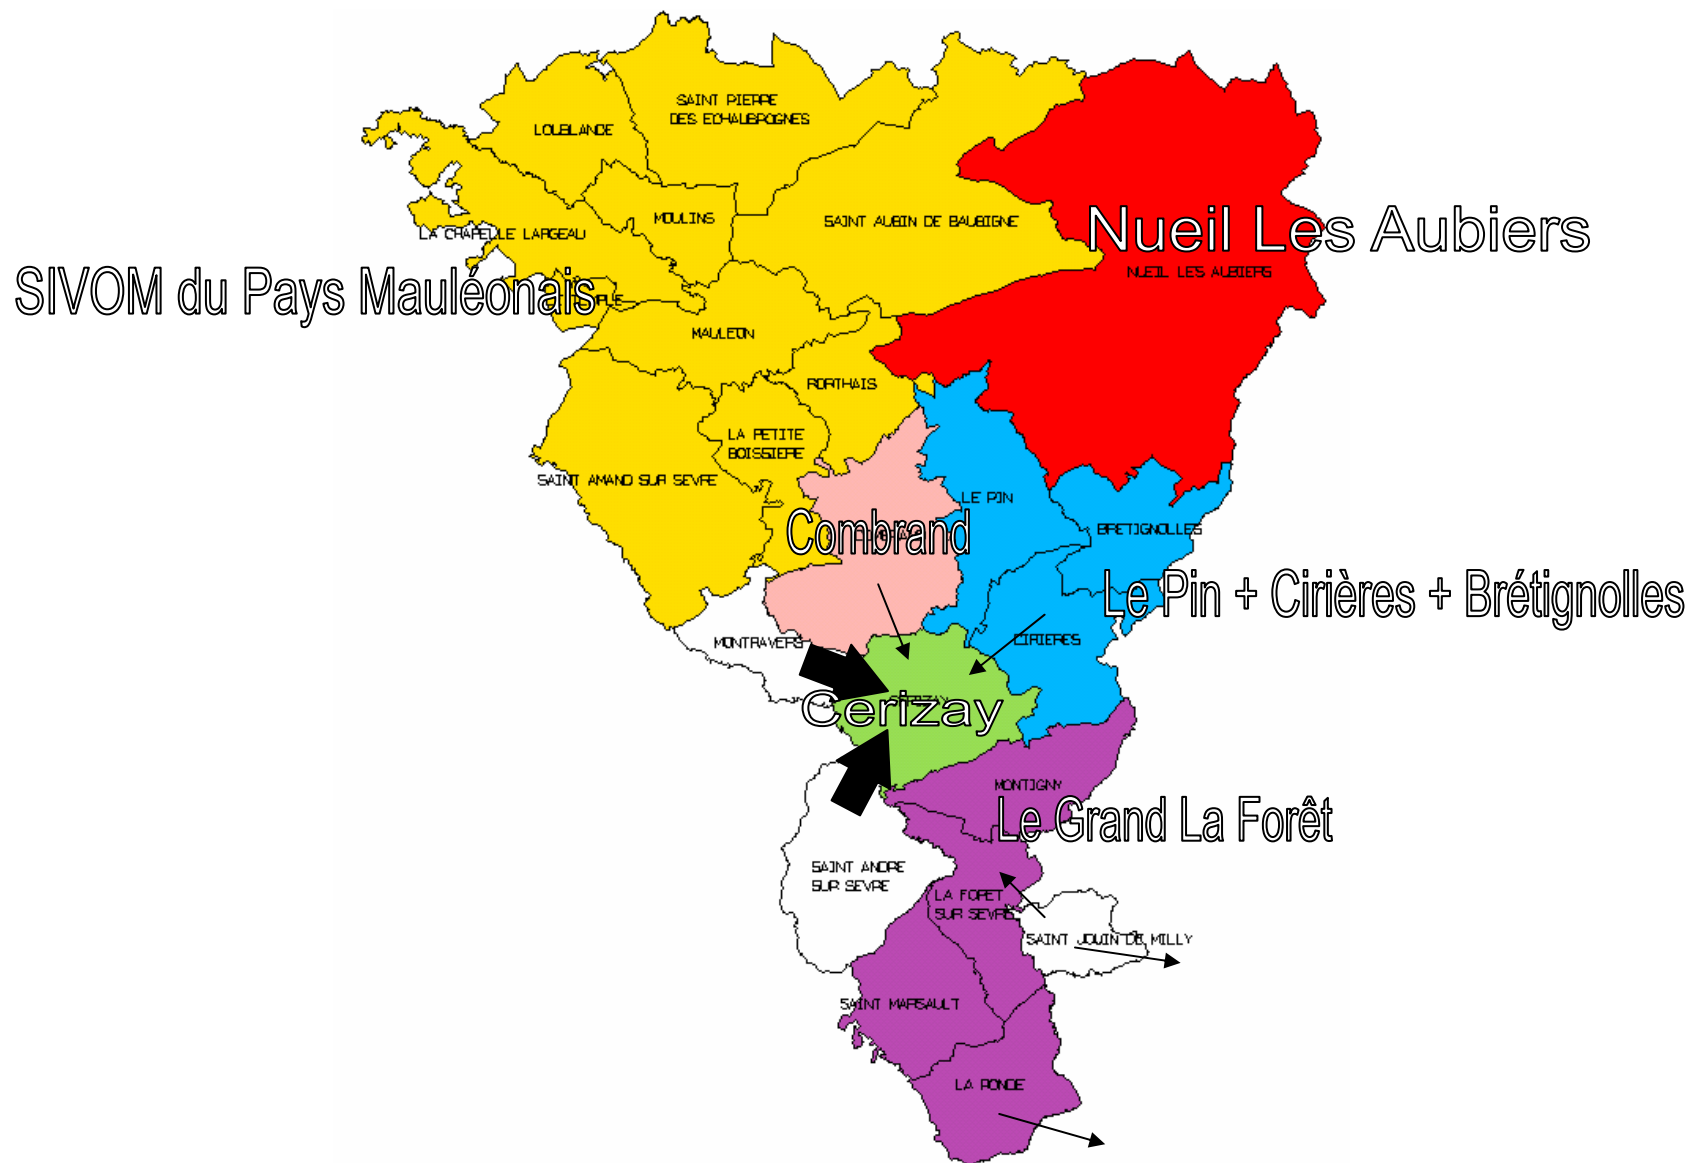 SAINT PIERRE
DES ECHAUBROGNES
LOUBLANDE
MOULINS
SAINT AUBIN DE BAUBIGNE
LA CHAPELLE LARGEAU
Nueil Les Aubiers
NUEIL LES AUBIERS
SIVOM du Pays Mauléonais
MAULEON
RORTHAIS
LA PETITE
BOISSIERE
SAINT AMAND SUR SEVRE
LE PIN
BRETIGNOLLES
Combrand
Le Pin + Cirières + Brétignolles
MONTRAVERS
CIRIERES
Cerizay
MONTIGNY
Le Grand La Forêt
SAINT ANDRE
SUR SEVRE
LA FORET
SUR SEVRE
SAINT JOUIN DE MILLY
SAINT MARSAULT
LA RONDE